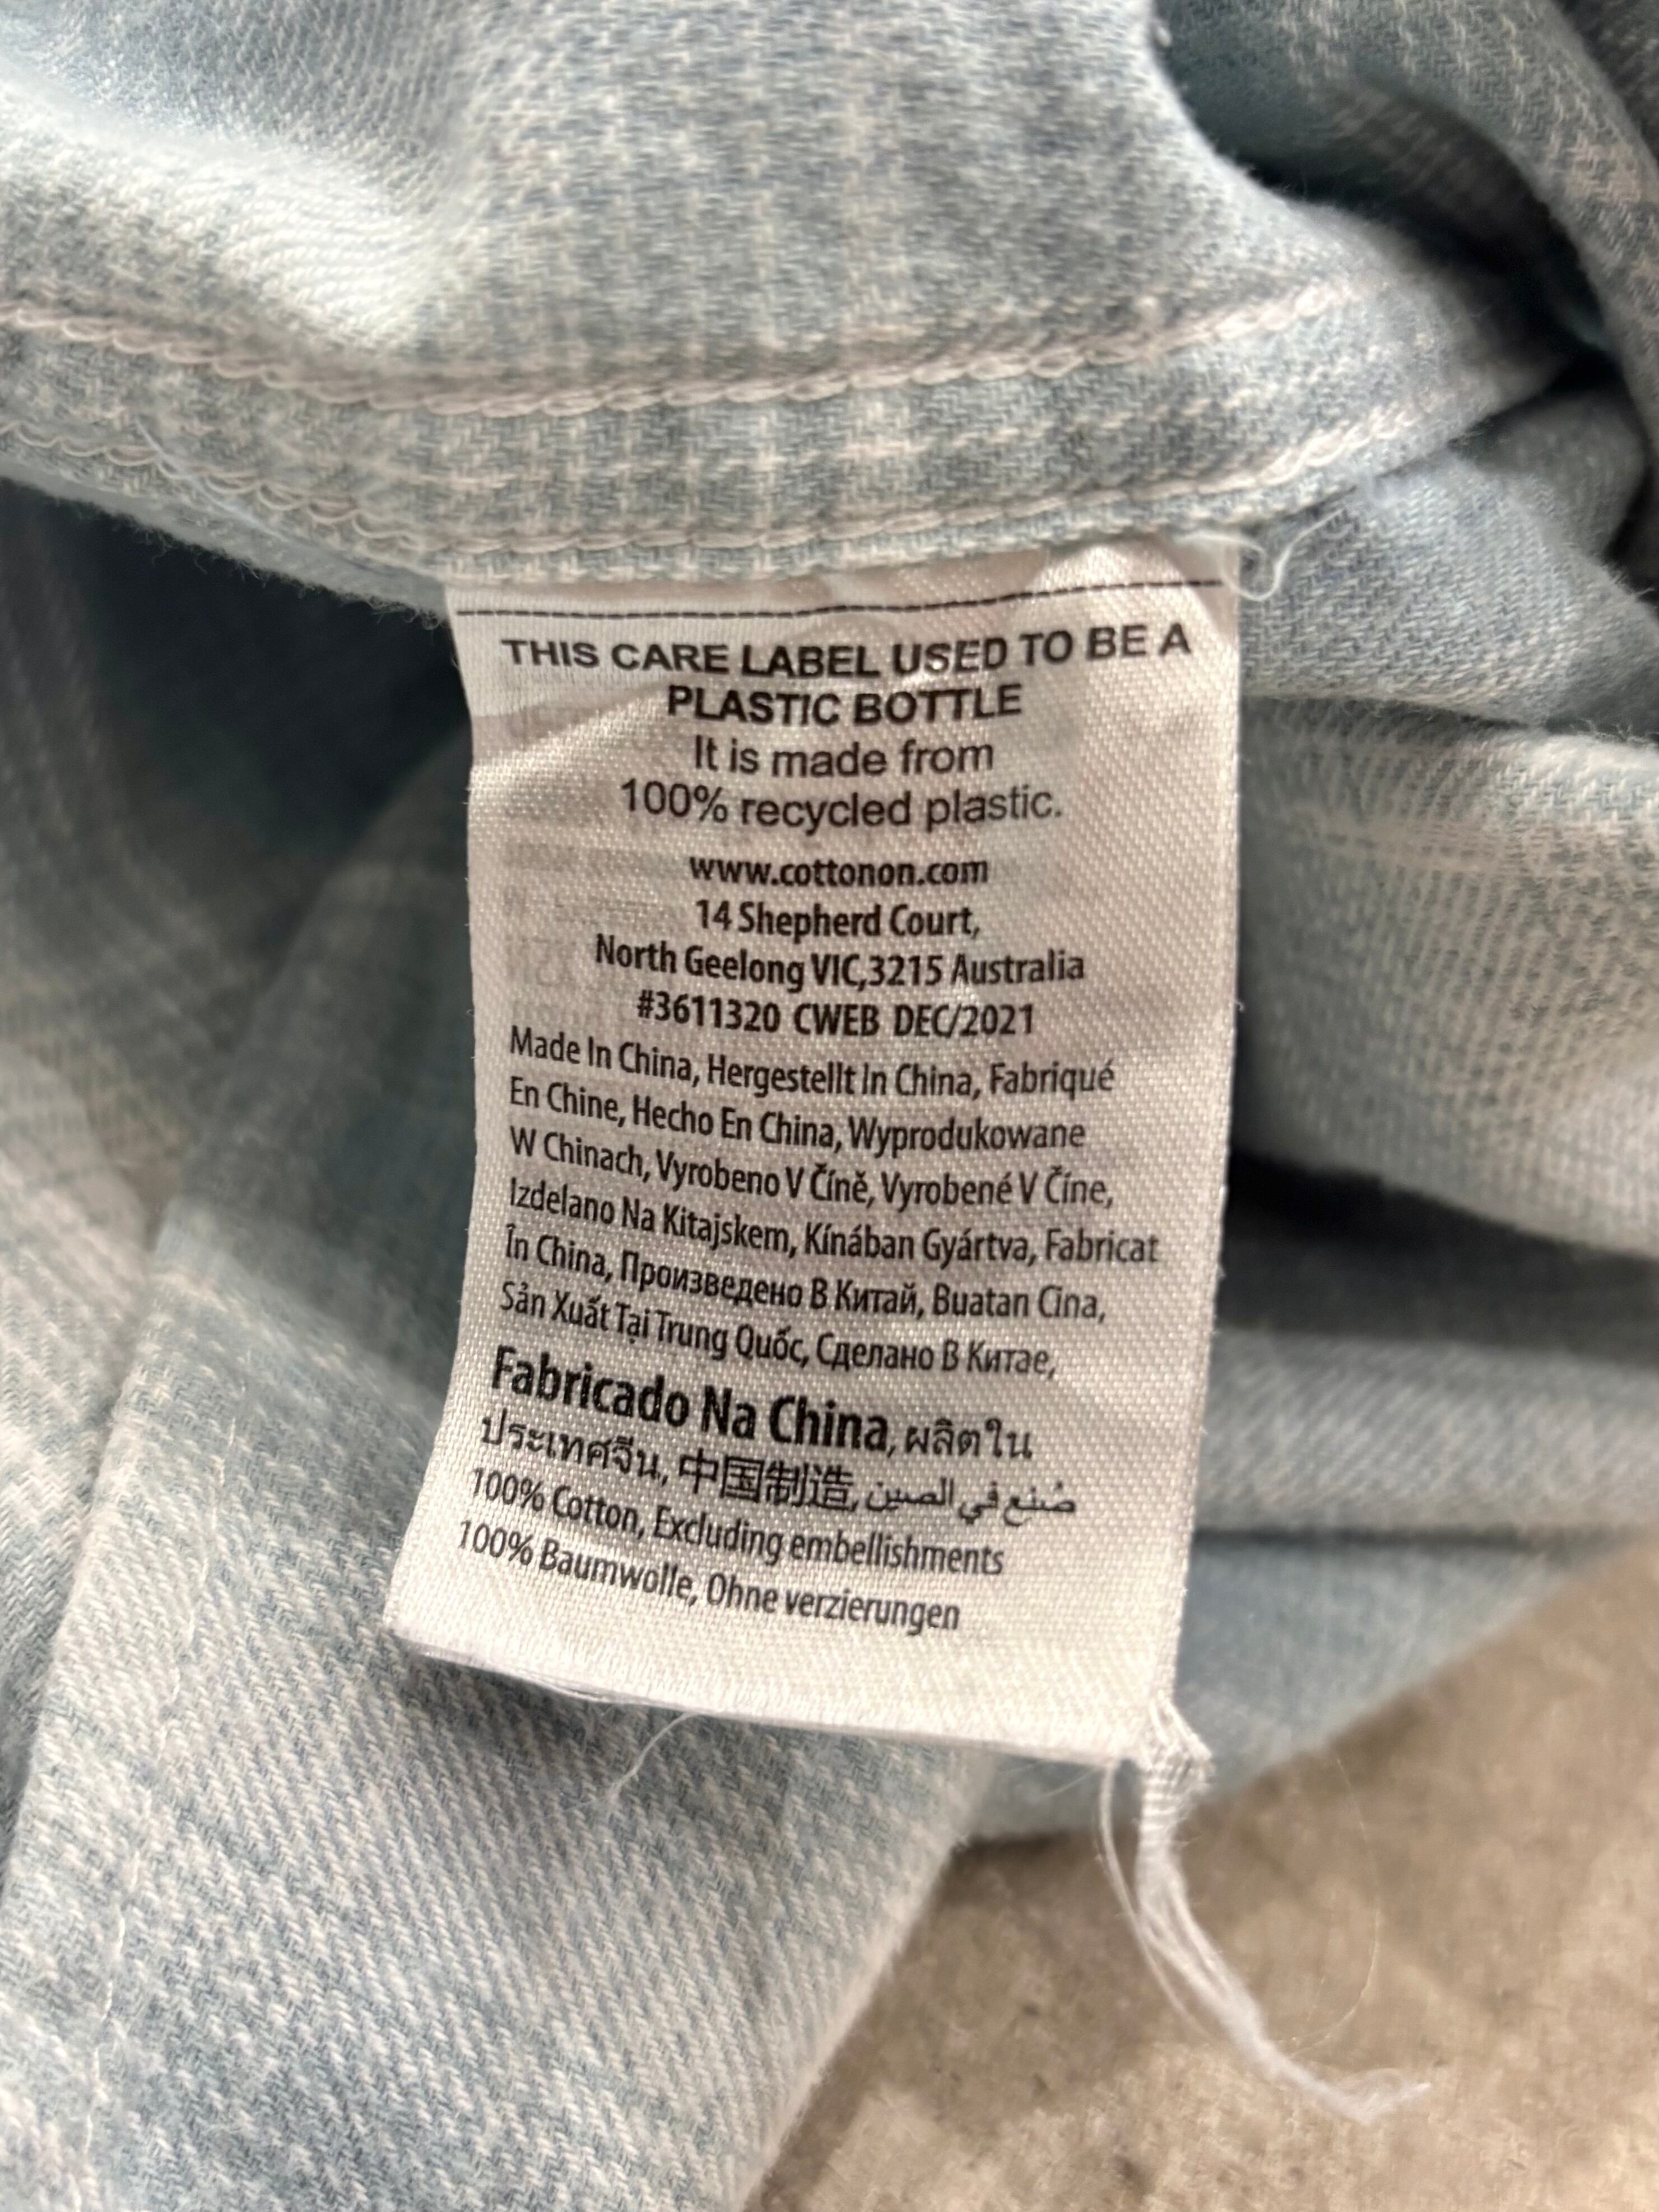 THIS CARE LABEL USED TO BE A
PLASTIC BOTTLE
It is made from
100% recycled plastic.
www.cottonon.com
14 Shepherd Court,
North Geelong VIC,3215 Australia
#3611320 CWEB DEC/2021
Made In China, Hergestellt In China, Fabriqué
En Chine, Hecho En China, Wyprodukowane
W Chinach, Vyrobeno V Číně, Vyrobené V Číne,
Izdelano Na Kitajskem, Kínában Gyártva, Fabricat
În China, Произведено В Китай, Buatan Cina,
Sản Xuất Tại Trung Quốc, Сделано В Китае,
Fabricado Na China, ผลิตใน
ประเทศจีน, 中国制造, صُنع في الصين
100% Cotton, Excluding embellishments
100% Baumwolle, Ohne verzierungen